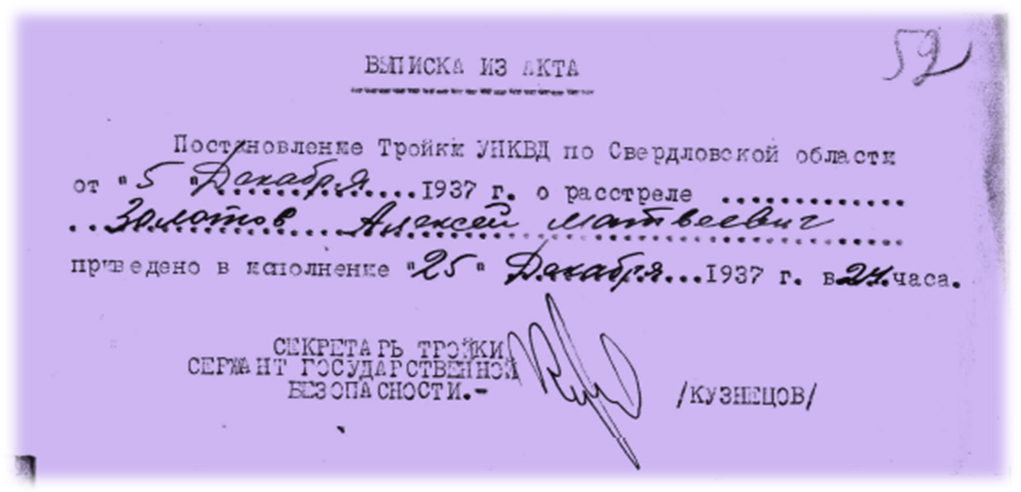 52
ВЫПИСКА ИЗ АКТА
Постановление Тройки УНКВД по Свердловской области
от "5" Декабря....1937 г. о расстреле ............
..Золотов Алексей Матвеевич
приведено в исполнение "25" Декабря...1937 г. в 24.часа.
СЕКРЕТАРЬ ТРОЙКИ
СЕРЖАНТ ГОСУДАРСТВЕННОЙ
БЕЗОПАСНОСТИ.-
/КУЗНЕЦОВ/